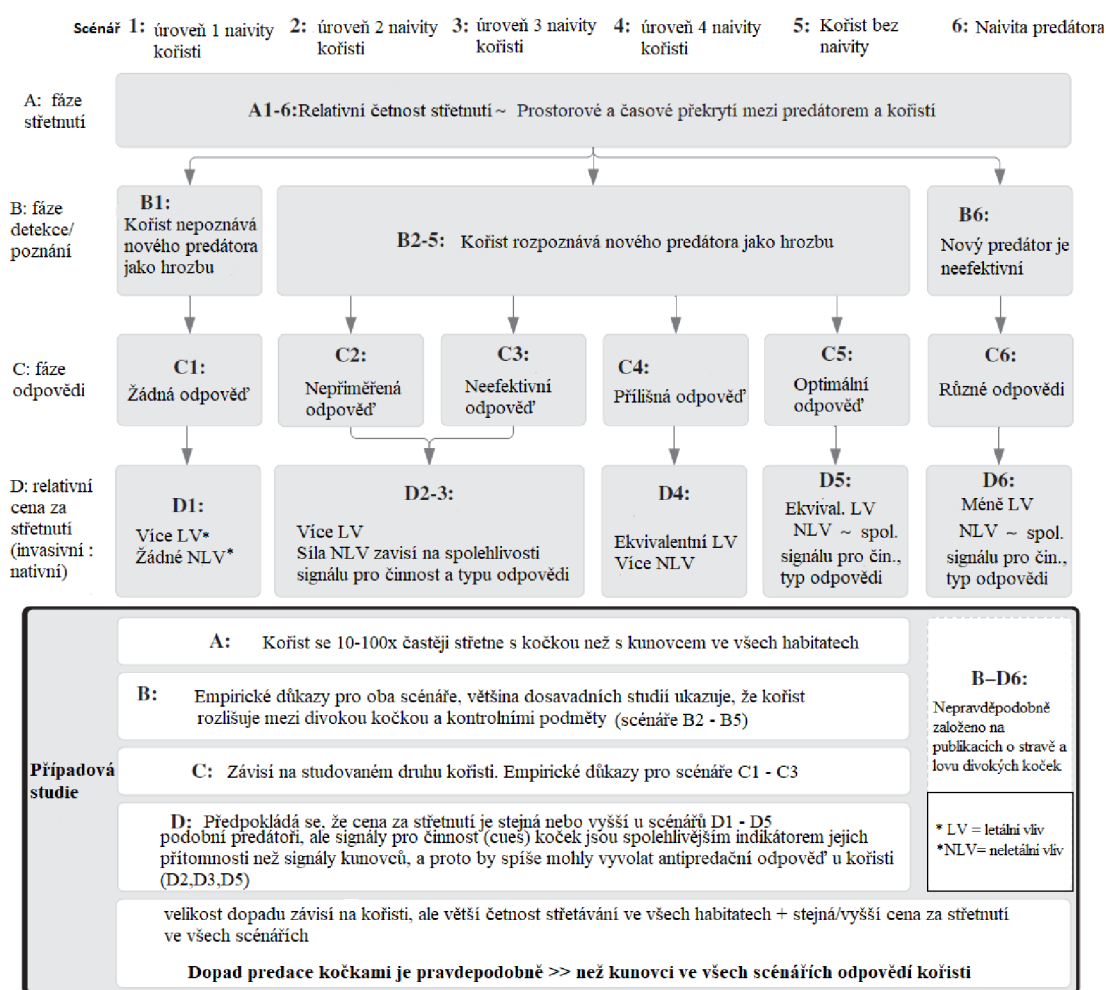 Scénář 1: úroveň 1 naivity kořisti
2: úroveň 2 naivity kořisti
3: úroveň 3 naivity kořisti
4: úroveň 4 naivity kořisti
5: Kořist bez naivity
6: Naivita predátora
A: fáze
střetnutí
A1-6:Relativní četnost střetnutí ~ Prostorové a časové překrytí mezi predátorem a kořistí
B: fáze
detekce/
poznání
B1:
Kořist nepoznává
nového predátora
jako hrozbu
B2-5: Kořist rozpoznává nového predátora jako hrozbu
B6:
Nový predátor je
neefektivní
C: fáze
odpovědi
C1:
Žádná odpověď
C2:
Nepřiměřená
odpověď
C3:
Neefektivní
odpověď
C4:
Přílišná odpověď
C5:
Optimální
odpověď
C6:
Různé odpovědi
D: relativní
cena za
střetnutí
(invasivní :
nativní)
D1:
Více LV*
Žádné NLV*
D2-3:
Více LV
Síla NLV zavisí na spolehlivosti
signálu pro činnost a typu odpovědi
D4:
Ekvivalentní LV
Více NLV
D5:
Ekvival. LV
NLV ~ spol.
signálu pro čin.,
typ odpovědi
D6:
Méně LV
NLV ~ spol.
signálu pro čin.,
typ odpovědi
Případová
studie
A: Kořist se 10-100x častěji střetne s kočkou než s kunovcem ve všech habitatech
B: Empirické důkazy pro oba scénáře, většina dosavadních studií ukazuje, že kořist
rozlišuje mezi divokou kočkou a kontrolními podměty (scénáře B2 - B5)
C: Závisí na studovaném druhu kořisti. Empirické důkazy pro scénáře C1 - C3
D: Předpokládá se, že cena za střetnutí je stejná nebo vyšší u scénářů D1 - D5
podobní predátoři, ale signály pro činnost (cues) koček jsou spolehlivějším indikátorem jejich
přítomnosti než signály kunovců, a proto by spíše mohly vyvolat antipredační odpověď u kořisti
(D2,D3,D5)
B–D6:
Nepravděpodobně
založeno na
publikacích o stravě a
lovu divokých koček
* LV = letální vliv
*NLV= neletální vliv
velikost dopadu závisí na kořisti, ale větší četnost střetávání ve všech habitatech + stejná/vyšší cena za střetnutí
ve všech scénářích
Dopad predace kočkami je pravdepodobně >> než kunovci ve všech scénářích odpovědí kořisti